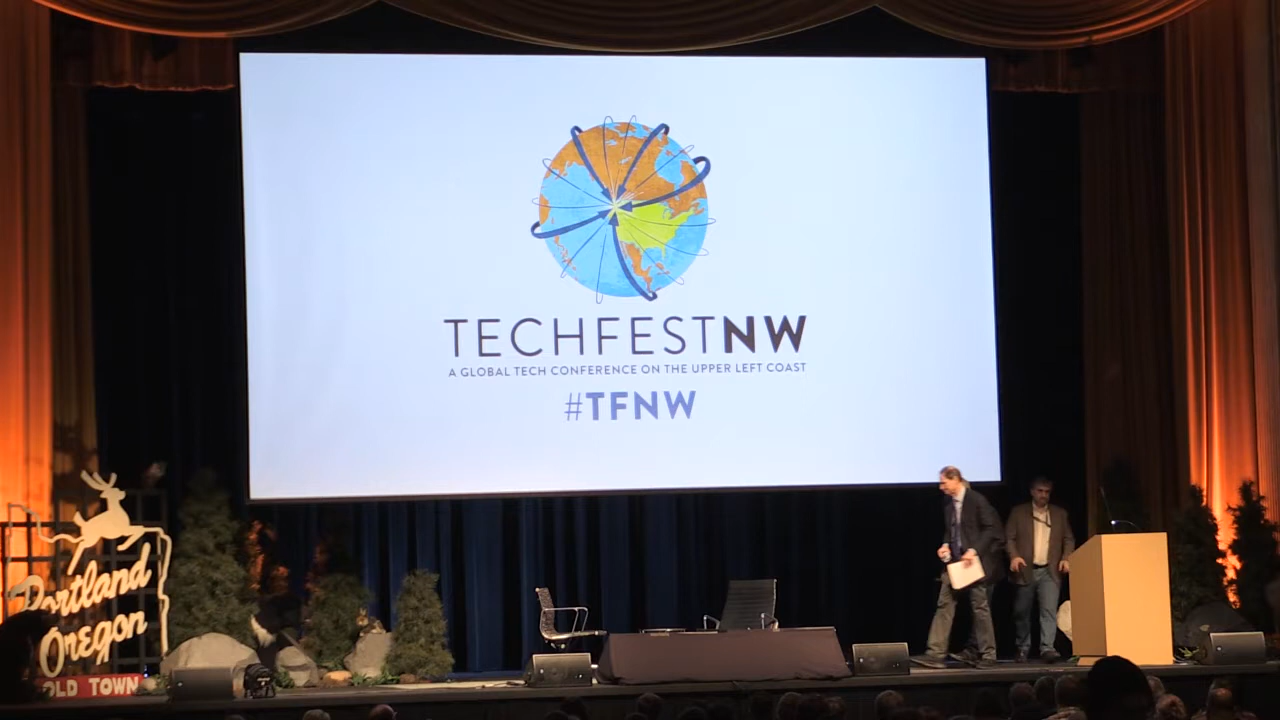 TECHFESTNW
A GLOBAL TECH CONFERENCE ON THE UPPER LEFT COAST
#TFNW
Portland
Oregon
OLD TOWN